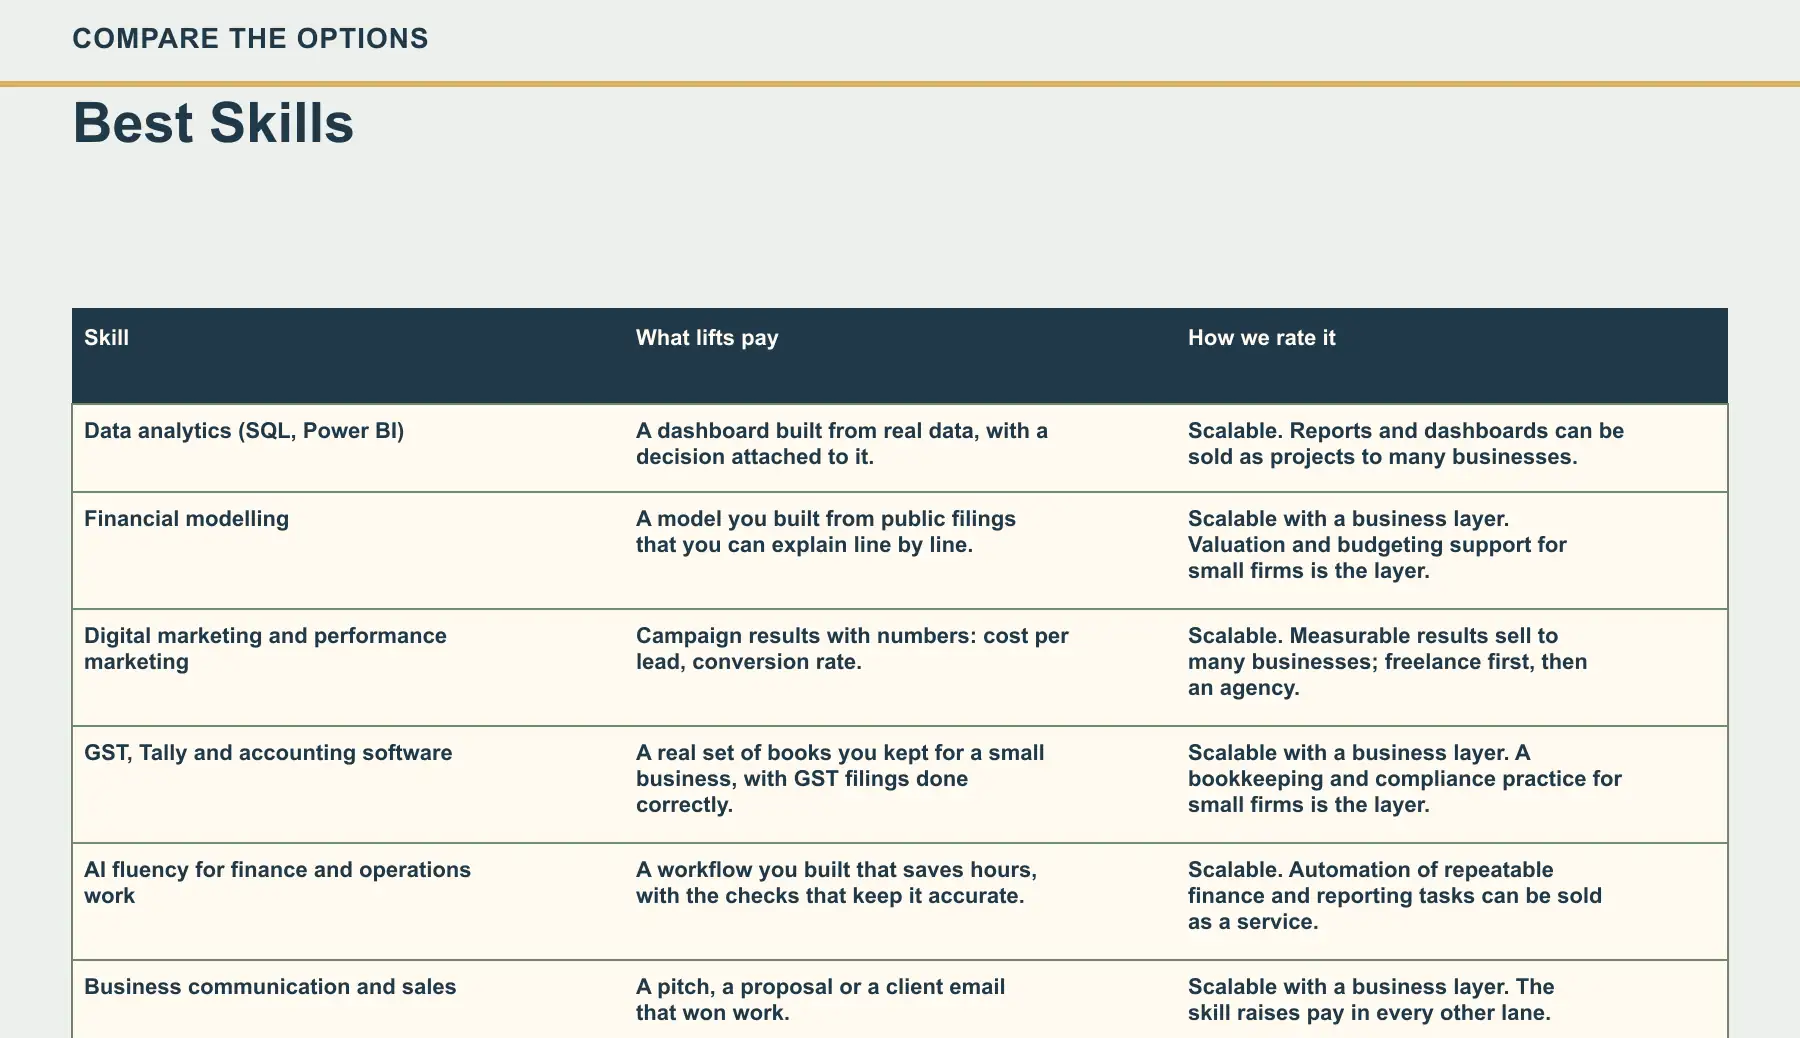 COMPARE THE OPTIONS
Best Skills
Skill
What lifts pay
How we rate it
Data analytics (SQL, Power BI)
A dashboard built from real data, with a
decision attached to it.
Scalable. Reports and dashboards can be
sold as projects to many businesses.
Financial modelling
A model you built from public filings
that you can explain line by line.
Scalable with a business layer.
Valuation and budgeting support for
small firms is the layer.
Digital marketing and performance
marketing
Campaign results with numbers: cost per
lead, conversion rate.
Scalable. Measurable results sell to
many businesses; freelance first, then
an agency.
GST, Tally and accounting software
A real set of books you kept for a small
business, with GST filings done
correctly.
Scalable with a business layer. A
bookkeeping and compliance practice for
small firms is the layer.
AI fluency for finance and operations
work
A workflow you built that saves hours,
with the checks that keep it accurate.
Scalable. Automation of repeatable
finance and reporting tasks can be sold
as a service.
Business communication and sales
A pitch, a proposal or a client email
that won work.
Scalable with a business layer. The
skill raises pay in every other lane.